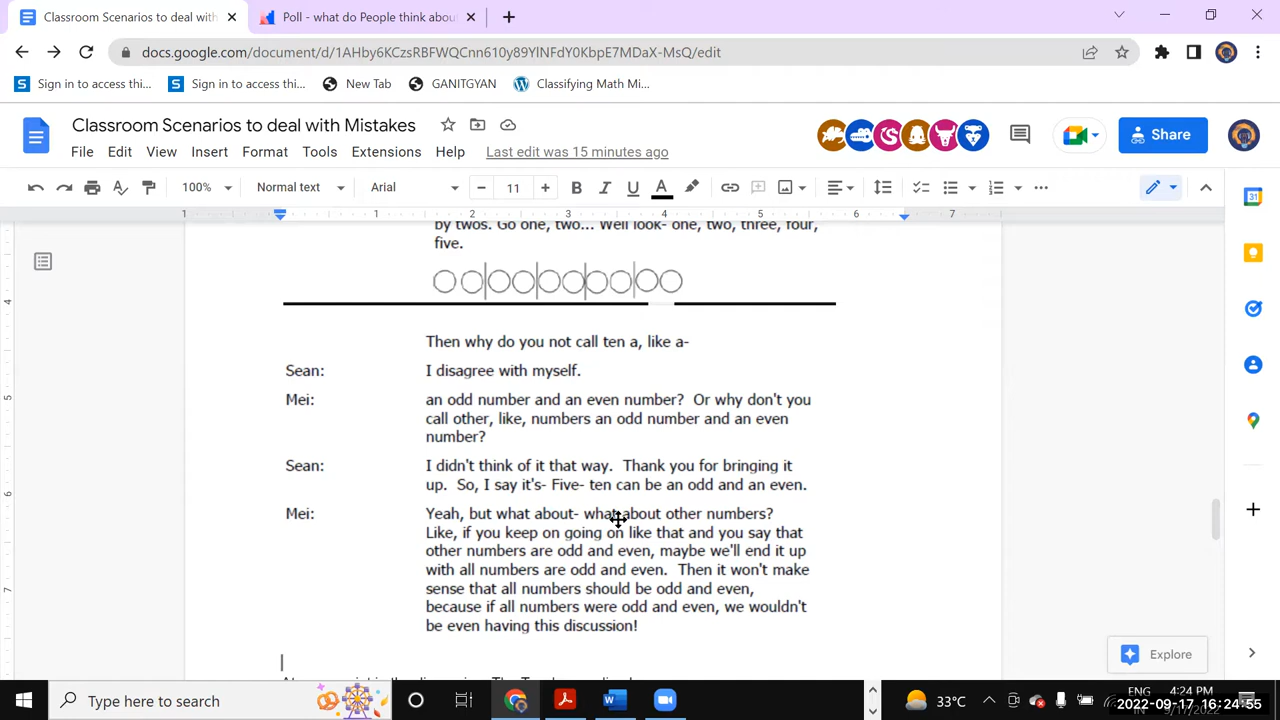 Classroom Scenarios to deal with
Poll - what do People think abou
docs.google.com/document/d/1AHby6KCzsRBFWQCnn610y89YlNFdY0KbpE7MDaX-MsQ/edit
Sign in to access thi...
Sign in to access thi...
New Tab
GANITGYAN
Classifying Math Mi...
Classroom Scenarios to deal with Mistakes
Share
File Edit View Insert Format Tools Extensions Help Last edit was 15 minutes ago
100% Normal text Arial 11
1 1 2 3 4 5 6 7
by twos. Go one, two... Well look- one, two, three, four,
five.
Then why do you not call ten a, like a-
Sean: I disagree with myself.
Mei: an odd number and an even number? Or why don't you
call other, like, numbers an odd number and an even
number?
Sean: I didn't think of it that way. Thank you for bringing it
up. So, I say it's- Five- ten can be an odd and an even.
Mei: Yeah, but what about- what about other numbers?
Like, if you keep on going on like that and you say that
other numbers are odd and even, maybe we'll end it up
with all numbers are odd and even. Then it won't make
sense that all numbers should be odd and even,
because if all numbers were odd and even, we wouldn't
be even having this discussion!
Explore
Type here to search
33°C
ENG
IN
4:24 PM
2022-09-17 16:24:55